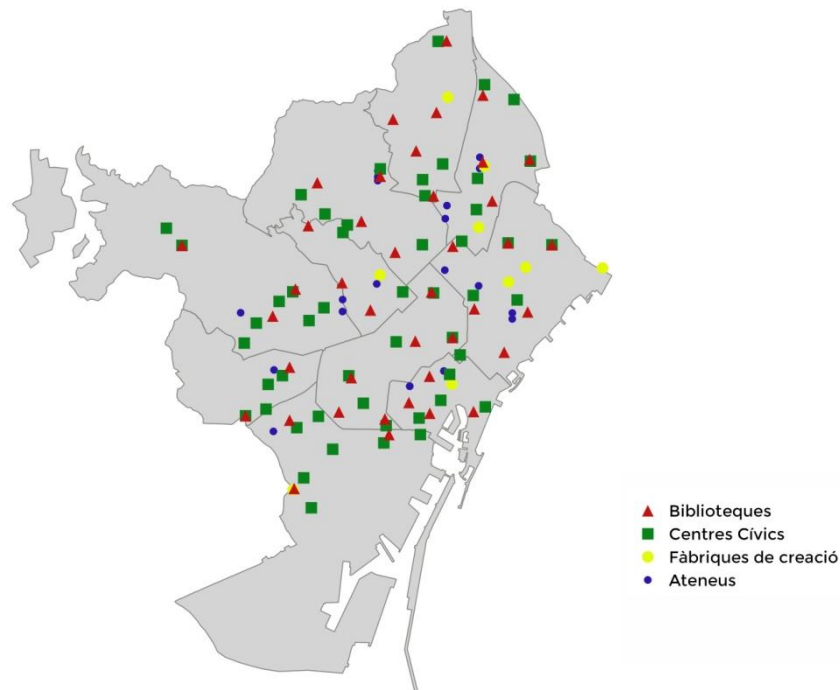 Biblioteques
Centres Cívics
Fàbriques de creació
Ateneus